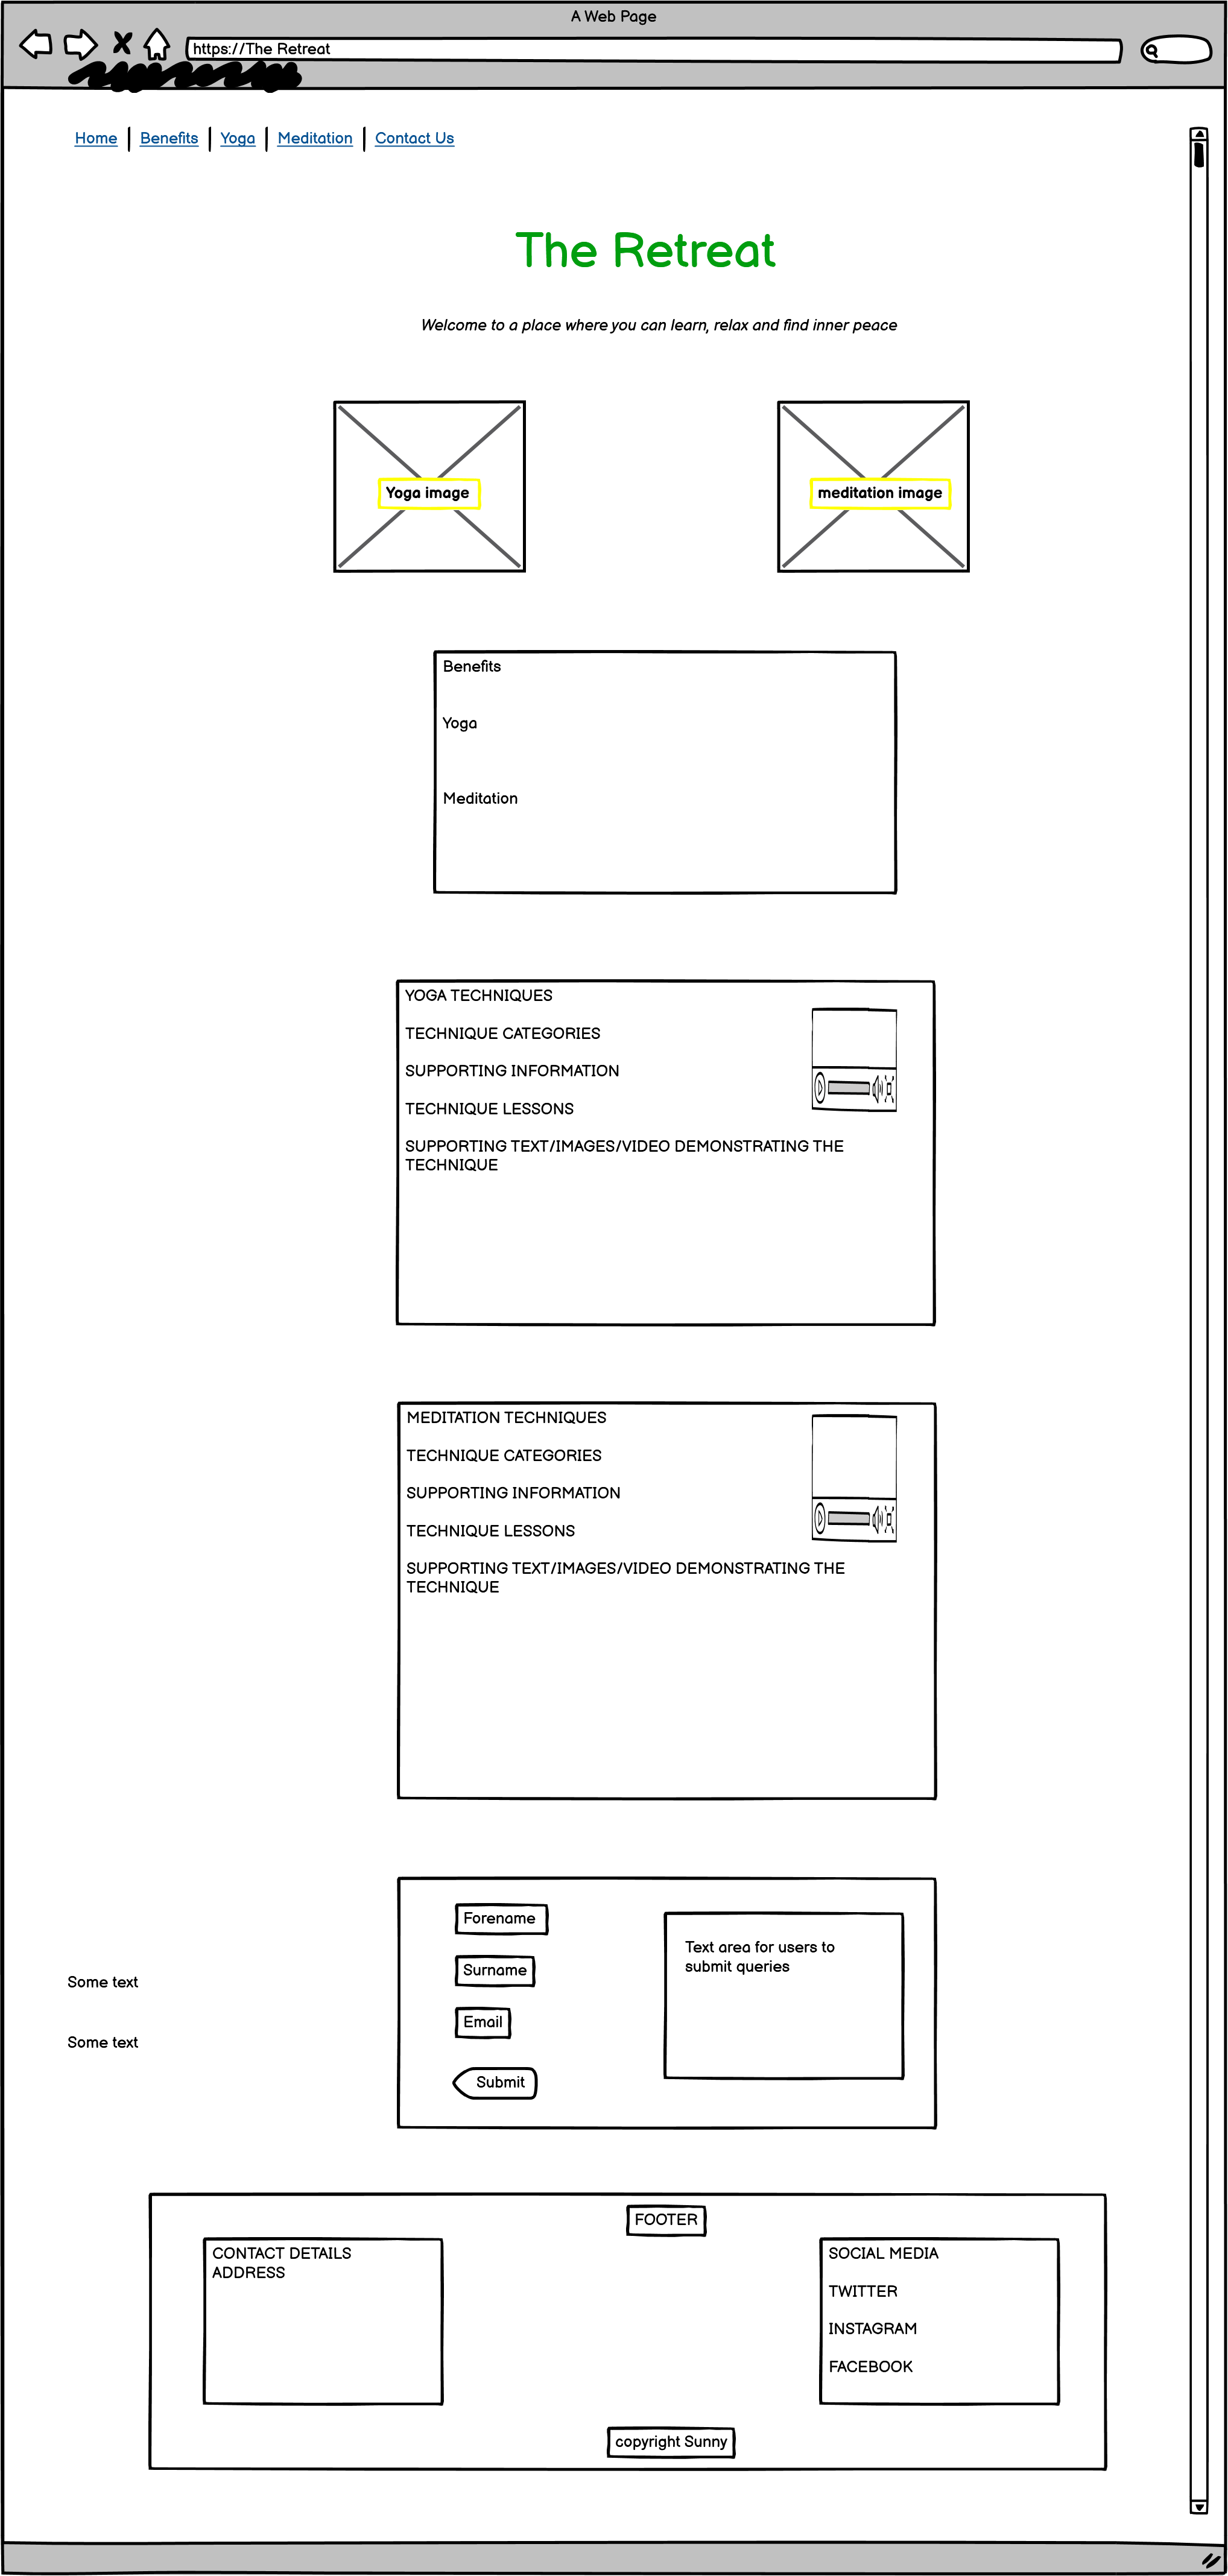 A Web Page
https://The Retreat
Home Benefits Yoga Meditation Contact Us
The Retreat
Welcome to a place where you can learn, relax and find inner peace
Yoga image
meditation image
Benefits
Yoga
Meditation
YOGA TECHNIQUES
TECHNIQUE CATEGORIES
SUPPORTING INFORMATION
TECHNIQUE LESSONS
SUPPORTING TEXT/IMAGES/VIDEO DEMONSTRATING THE
TECHNIQUE
MEDITATION TECHNIQUES
TECHNIQUE CATEGORIES
SUPPORTING INFORMATION
TECHNIQUE LESSONS
SUPPORTING TEXT/IMAGES/VIDEO DEMONSTRATING THE
TECHNIQUE
Some text
Some text
Forename
Surname
Email
Submit
Text area for users to
submit queries
FOOTER
CONTACT DETAILS
ADDRESS
SOCIAL MEDIA
TWITTER
INSTAGRAM
FACEBOOK
copyright Sunny